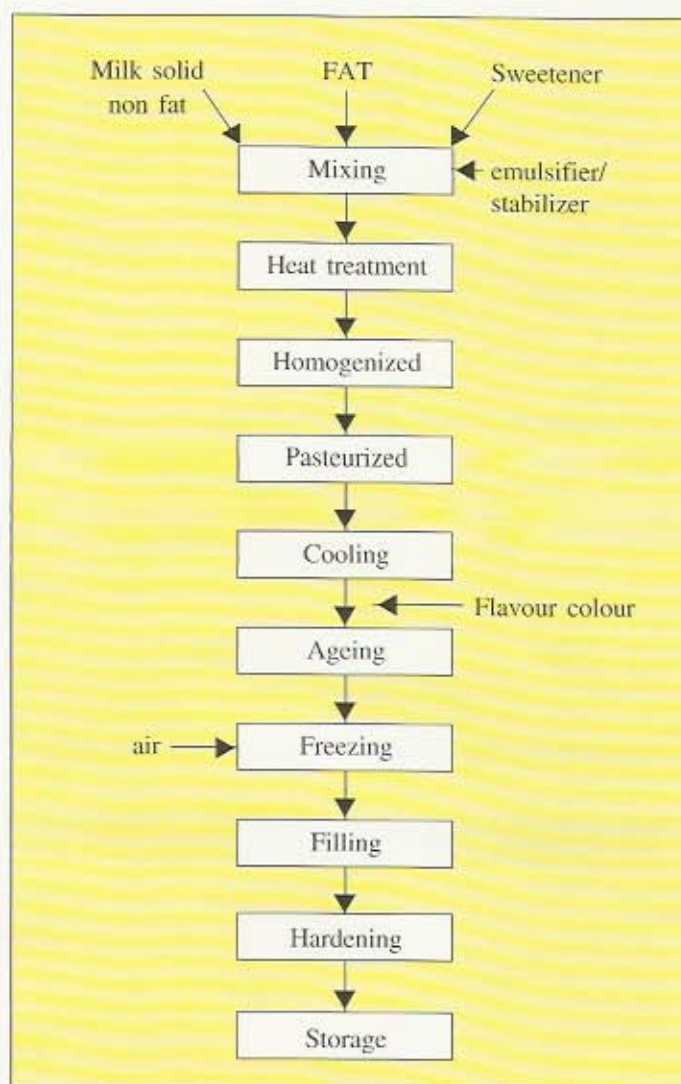 Milk solid
non fat
FAT
Sweetener
Mixing
emulsifier/
stabilizer
Heat treatment
Homogenized
Pasteurized
Cooling
Flavour colour
Ageing
air
Freezing
Filling
Hardening
Storage